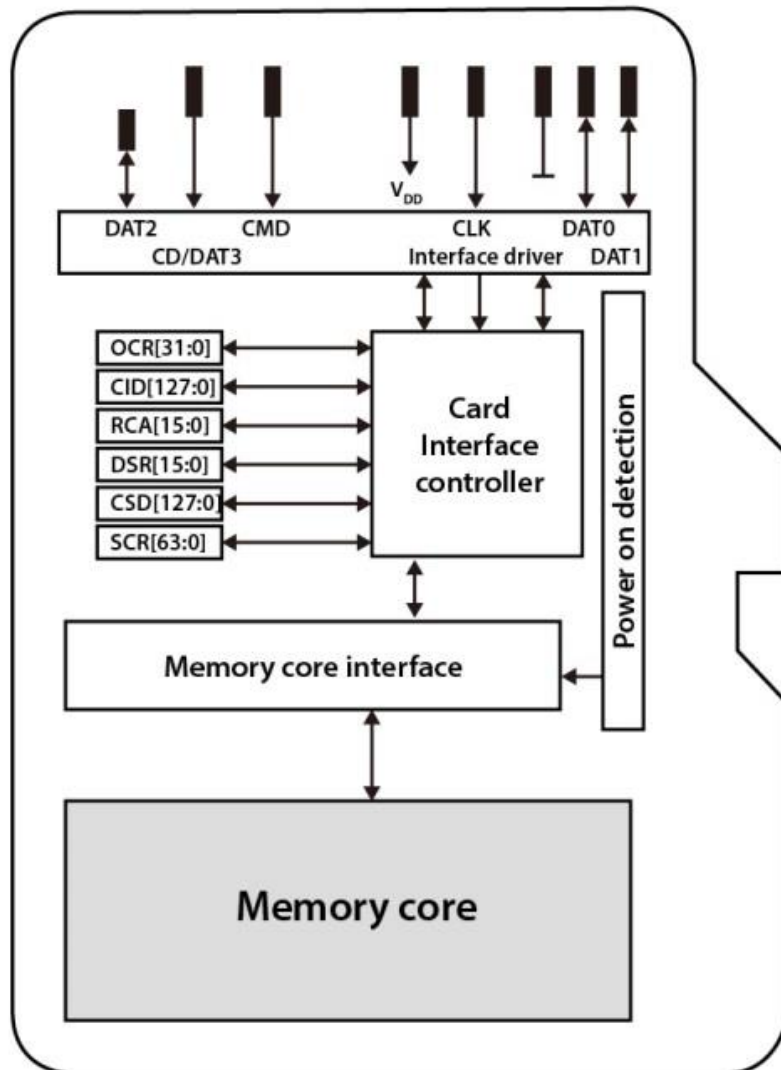 V_DD
DAT2 CMD CLK DAT0
CD/DAT3 Interface driver DAT1
OCR[31:0]
CID[127:0]
RCA[15:0]
DSR[15:0]
CSD[127:0]
SCR[63:0]
Card
Interface
controller
Power on detection
Memory core interface
Memory core